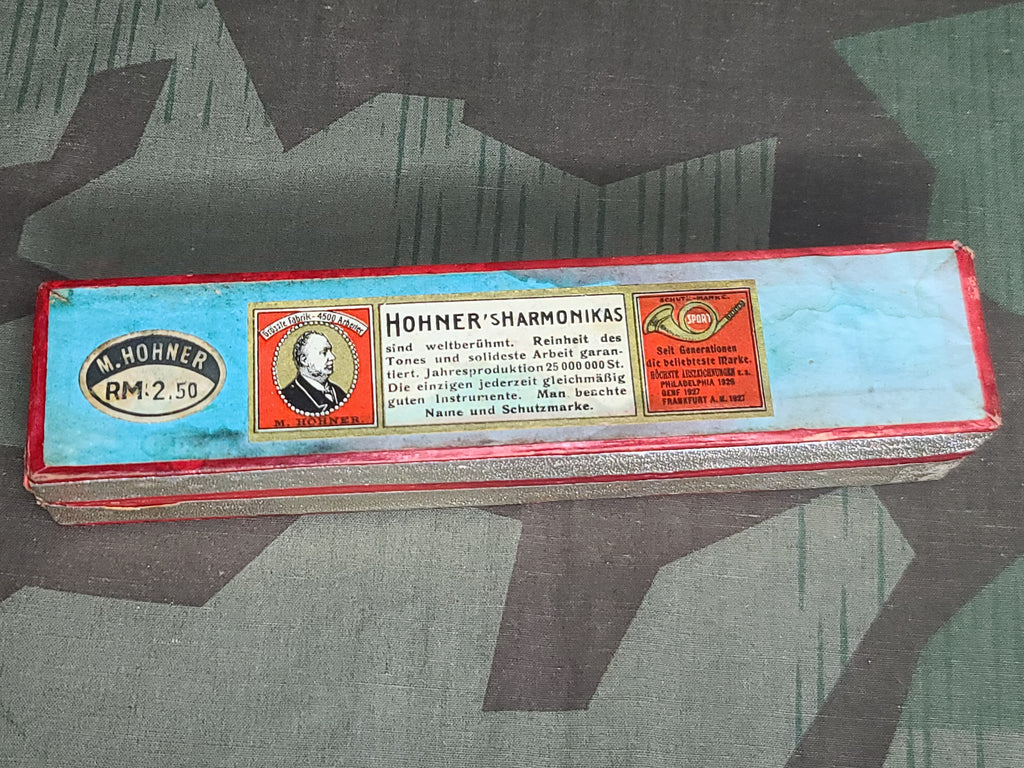 M. HOHNER
RM: 2.50
Grösste Fabrik - 4500 Arbeiter
M. HOHNER.
HOHNER'S HARMONIKAS
sind weltberühmt. Reinheit des
Tones und solideste Arbeit garan-
tiert. Jahresproduktion 25 000 000 St.
Die einzigen jederzeit gleichmäßig
guten Instrumente. Man beachte
Name und Schutzmarke.
SCHUTZ-MARKE.
SPORT
Seit Generationen
die beliebteste Marke.
HÖCHSTE AUSZEICHNUNGEN u.a.
PHILADELPHIA 1926
GENF 1927
FRANKFURT A. M. 1927